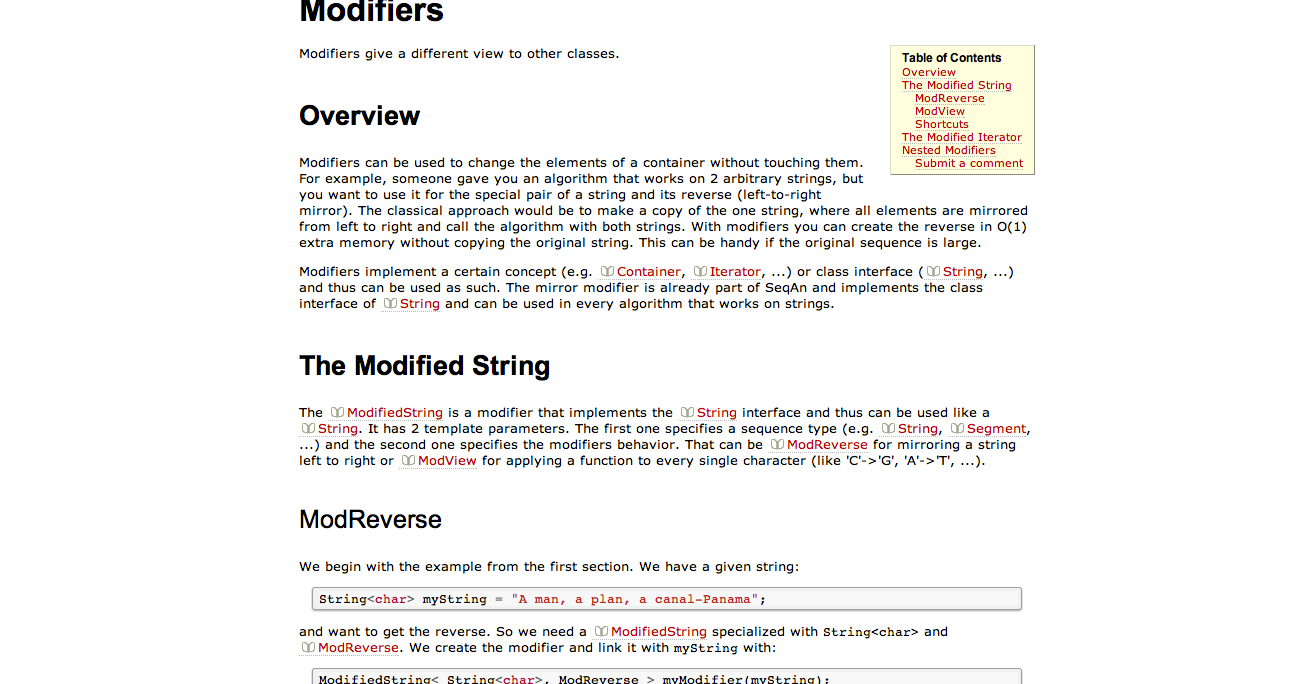 Modifiers
Modifiers give a different view to other classes.
Table of Contents
Overview
The Modified String
ModReverse
ModView
Shortcuts
The Modified Iterator
Nested Modifiers
Submit a comment
Overview
Modifiers can be used to change the elements of a container without touching them.
For example, someone gave you an algorithm that works on 2 arbitrary strings, but
you want to use it for the special pair of a string and its reverse (left-to-right
mirror). The classical approach would be to make a copy of the one string, where all elements are mirrored
from left to right and call the algorithm with both strings. With modifiers you can create the reverse in O(1)
extra memory without copying the original string. This can be handy if the original sequence is large.
Modifiers implement a certain concept (e.g. Container, Iterator, ...) or class interface (String, ...)
and thus can be used as such. The mirror modifier is already part of SeqAn and implements the class
interface of String and can be used in every algorithm that works on strings.
The Modified String
The ModifiedString is a modifier that implements the String interface and thus can be used like a
String. It has 2 template parameters. The first one specifies a sequence type (e.g. String, Segment,
...) and the second one specifies the modifiers behavior. That can be ModReverse for mirroring a string
left to right or ModView for applying a function to every single character (like 'C'->'G', 'A'->'T', ...).
ModReverse
We begin with the example from the first section. We have a given string:
String<char> myString = "A man, a plan, a canal-Panama";
and want to get the reverse. So we need a ModifiedString specialized with String<char> and
ModReverse. We create the modifier and link it with myString with:
ModifiedString< String<char>, ModReverse > myModifier(myString);